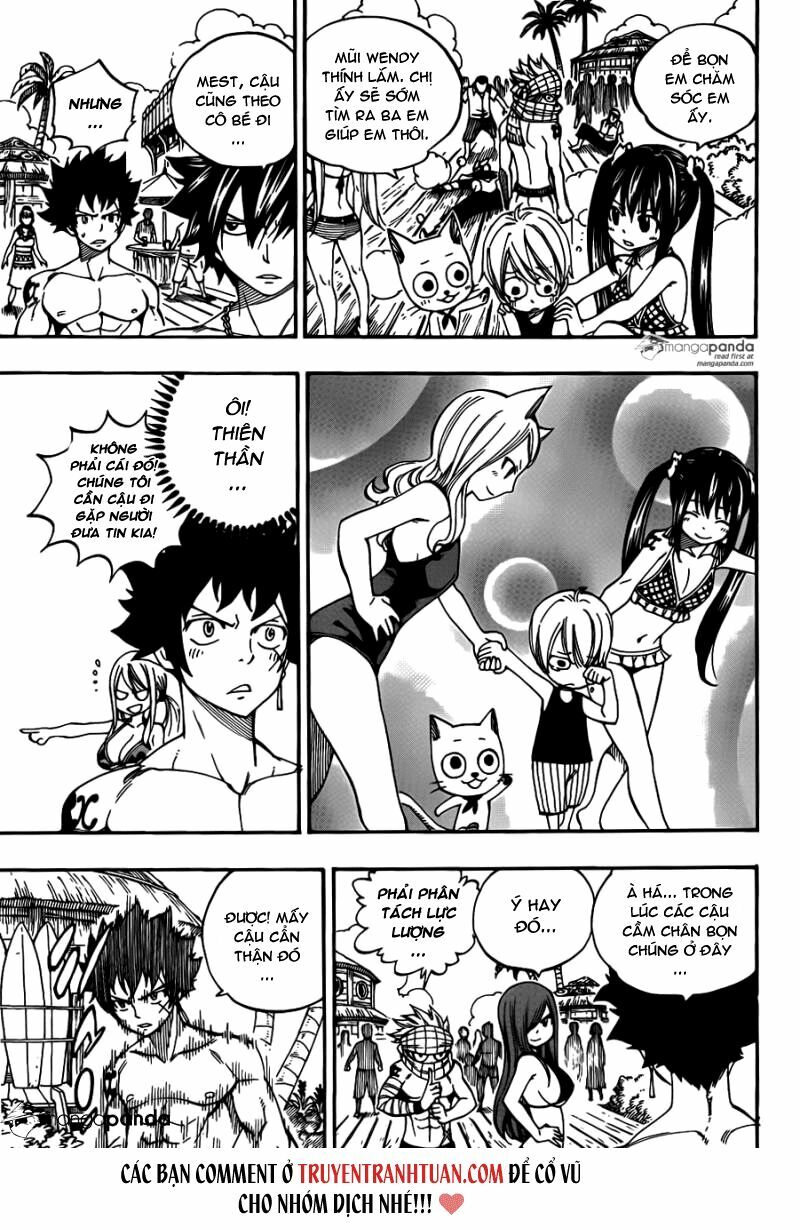 ĐỂ BỌN
EM CHĂM
SÓC EM
ẤY.
MŨI WENDY
THÍNH LẮM. CHỊ
ẤY SẼ SỚM
TÌM RA BA EM
GIÚP EM THÔI.
MEST, CẬU
CŨNG THEO
CÔ BÉ ĐI
...
NHƯNG
...
mangapanda
read first at
mangapanda.com
ÔI!
THIÊN
THẦN
...
KHÔNG
PHẢI CÁI ĐÓ!
CHÚNG TÔI
CẦN CẬU ĐI
GẶP NGƯỜI
ĐƯA TIN KIA!
À HÁ... TRONG
LÚC CÁC CẬU
CẦM CHÂN BỌN
CHÚNG Ở ĐÂY
...
Ý HAY
ĐÓ...
PHẢI PHÂN
TÁCH LỰC
LƯỢNG
...
ĐƯỢC! MẤY
CẬU CẨN
THẬN ĐÓ
...
mangapanda
CÁC BẠN COMMENT Ở TRUYENTRANHTUAN.COM ĐỂ CỔ VŨ
CHO NHÓM DỊCH NHÉ!!!